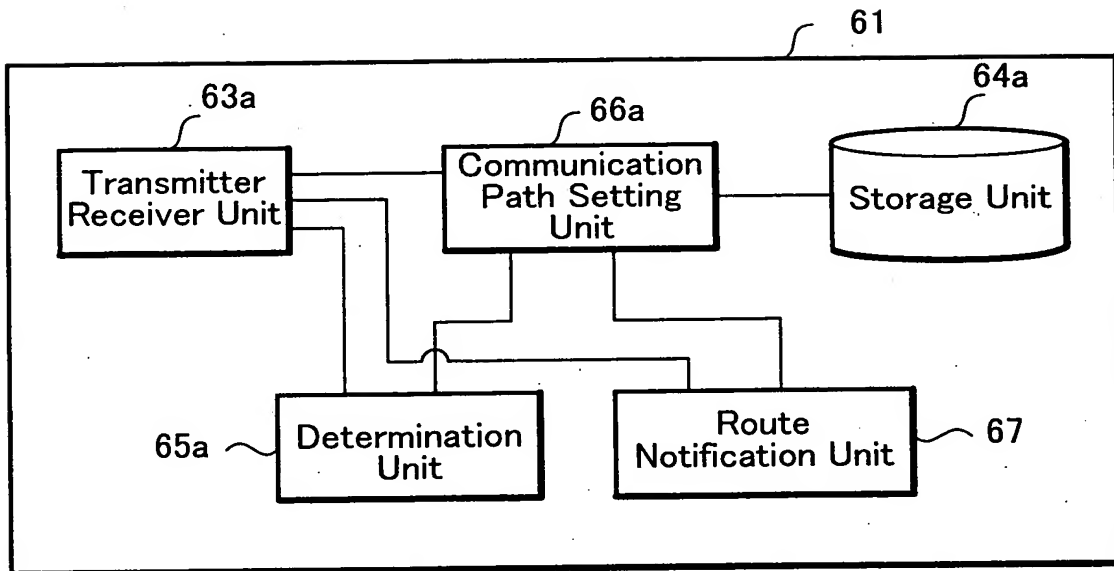 61
63a
66a
64a
Transmitter
Receiver Unit
Communication
Path Setting
Unit
Storage Unit
65a
Determination
Unit
Route
Notification Unit
67